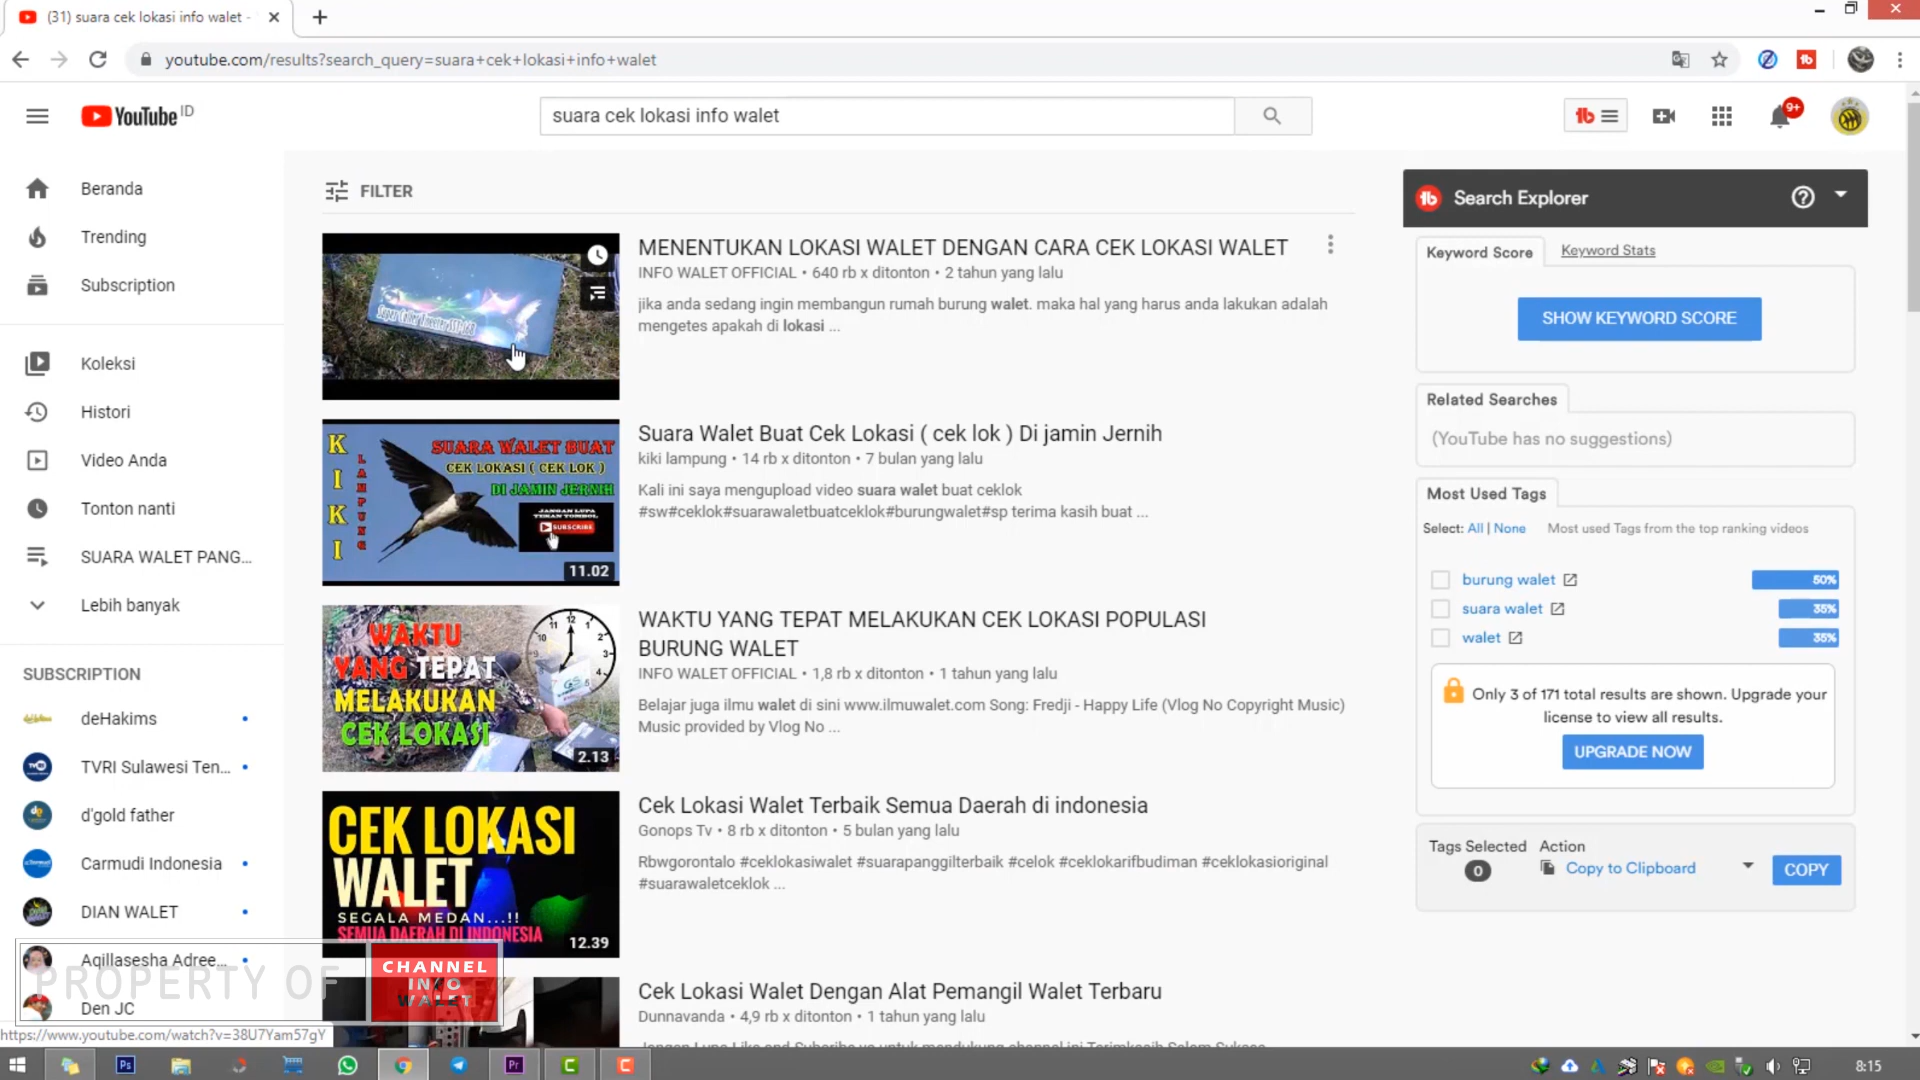 (31) suara cek lokasi info walet -
youtube.com/results?search_query=suara+cek+lokasi+info+walet
YouTube ID
suara cek lokasi info walet
9+
Beranda
Trending
Subscription
Koleksi
Histori
Video Anda
Tonton nanti
SUARA WALET PANG...
Lebih banyak
SUBSCRIPTION
deHakims
TVRI Sulawesi Ten...
d'gold father
Carmudi Indonesia
DIAN WALET
Aqillasesha Adree...
Den JC
PROPERTY OF
CHANNEL
INFO
WALET
https://www.youtube.com/watch?v=38U7Yam57gY
FILTER
MENENTUKAN LOKASI WALET DENGAN CARA CEK LOKASI WALET
INFO WALET OFFICIAL • 640 rb x ditonton • 2 tahun yang lalu
jika anda sedang ingin membangun rumah burung walet. maka hal yang harus anda lakukan adalah
mengetes apakah di lokasi ...
KIKI
LAMPUNG
SUARA WALET BUAT
CEK LOKASI ( CEK LOK )
DI JAMIN JERNIH
JANGAN LUPA
TEKAN TOMBOL
SUBSCRIBE
11.02
Suara Walet Buat Cek Lokasi ( cek lok ) Di jamin Jernih
kiki lampung • 14 rb x ditonton • 7 bulan yang lalu
Kali ini saya mengupload video suara walet buat ceklok
#sw#ceklok#suarawaletbuatceklok#burungwalet#sp terima kasih buat ...
WAKTU
YANG TEPAT
MELAKUKAN
CEK LOKASI
2.13
WAKTU YANG TEPAT MELAKUKAN CEK LOKASI POPULASI
BURUNG WALET
INFO WALET OFFICIAL • 1,8 rb x ditonton • 1 tahun yang lalu
Belajar juga ilmu walet di sini www.ilmuwalet.com Song: Fredji - Happy Life (Vlog No Copyright Music)
Music provided by Vlog No ...
CEK LOKASI
WALET
SEGALA MEDAN...!!
SEMUA DAERAH DI INDONESIA
12.39
Cek Lokasi Walet Terbaik Semua Daerah di indonesia
Gonops Tv • 8 rb x ditonton • 5 bulan yang lalu
Rbwgorontalo #ceklokasiwalet #suarapanggilterbaik #celok #ceklokarifbudiman #ceklokasioriginal
#suarawaletceklok ...
Cek Lokasi Walet Dengan Alat Pemangil Walet Terbaru
Dunnavanda • 4,9 rb x ditonton • 1 tahun yang lalu
Search Explorer
Keyword Score
Keyword Stats
SHOW KEYWORD SCORE
Related Searches
(YouTube has no suggestions)
Most Used Tags
Select: All | None Most used Tags from the top ranking videos
burung walet 50%
suara walet 35%
walet 35%
Only 3 of 171 total results are shown. Upgrade your
license to view all results.
UPGRADE NOW
Tags Selected
0
Action
Copy to Clipboard
COPY
8:15